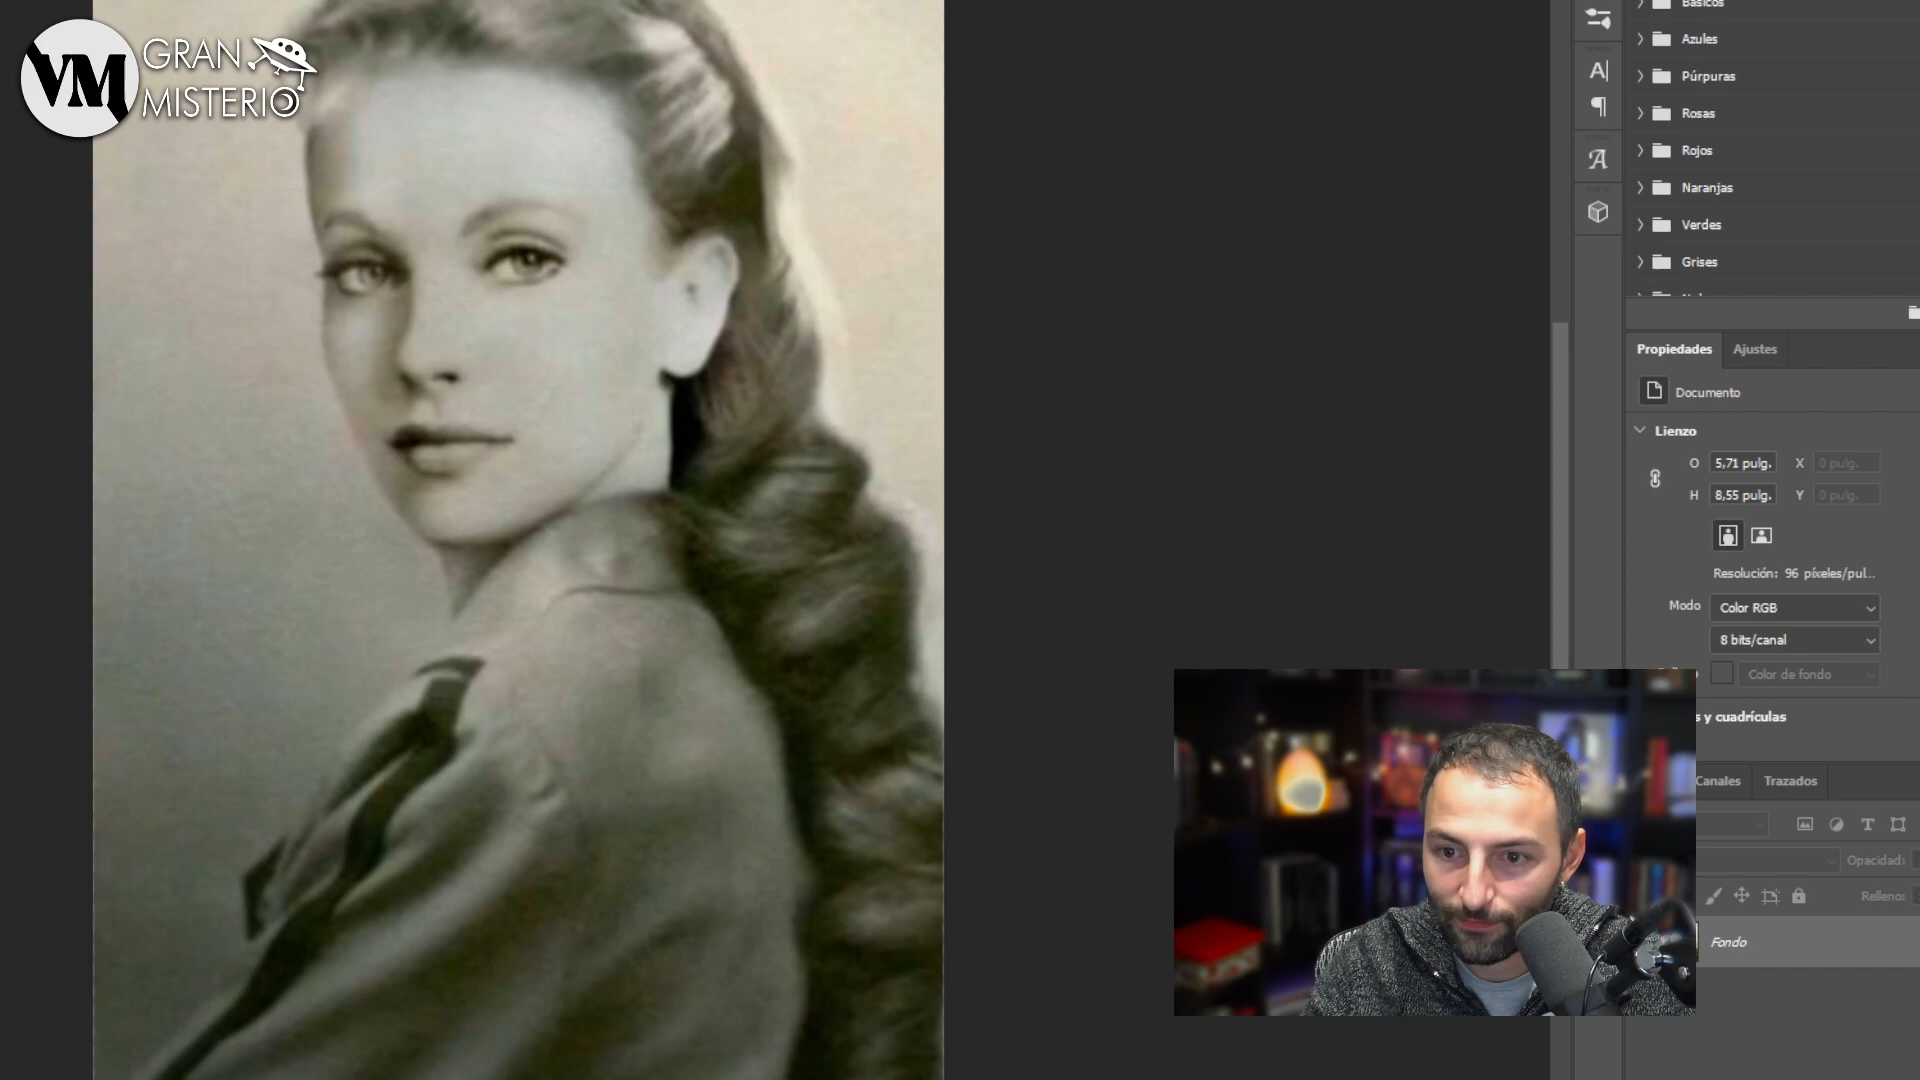 VM
GRAN
MISTERIO
Básicos
Azules
Púrpuras
Rosas
Rojos
Naranjas
Verdes
Grises
Propiedades Ajustes
Documento
Lienzo
O 5,71 pulg. X 0 pulg.
H 8,55 pulg. Y 0 pulg.
Resolución: 96 píxeles/pul...
Modo Color RGB
8 bits/canal
Color de fondo
s y cuadrículas
Canales Trazados
Opacidad:
Relleno:
Fondo